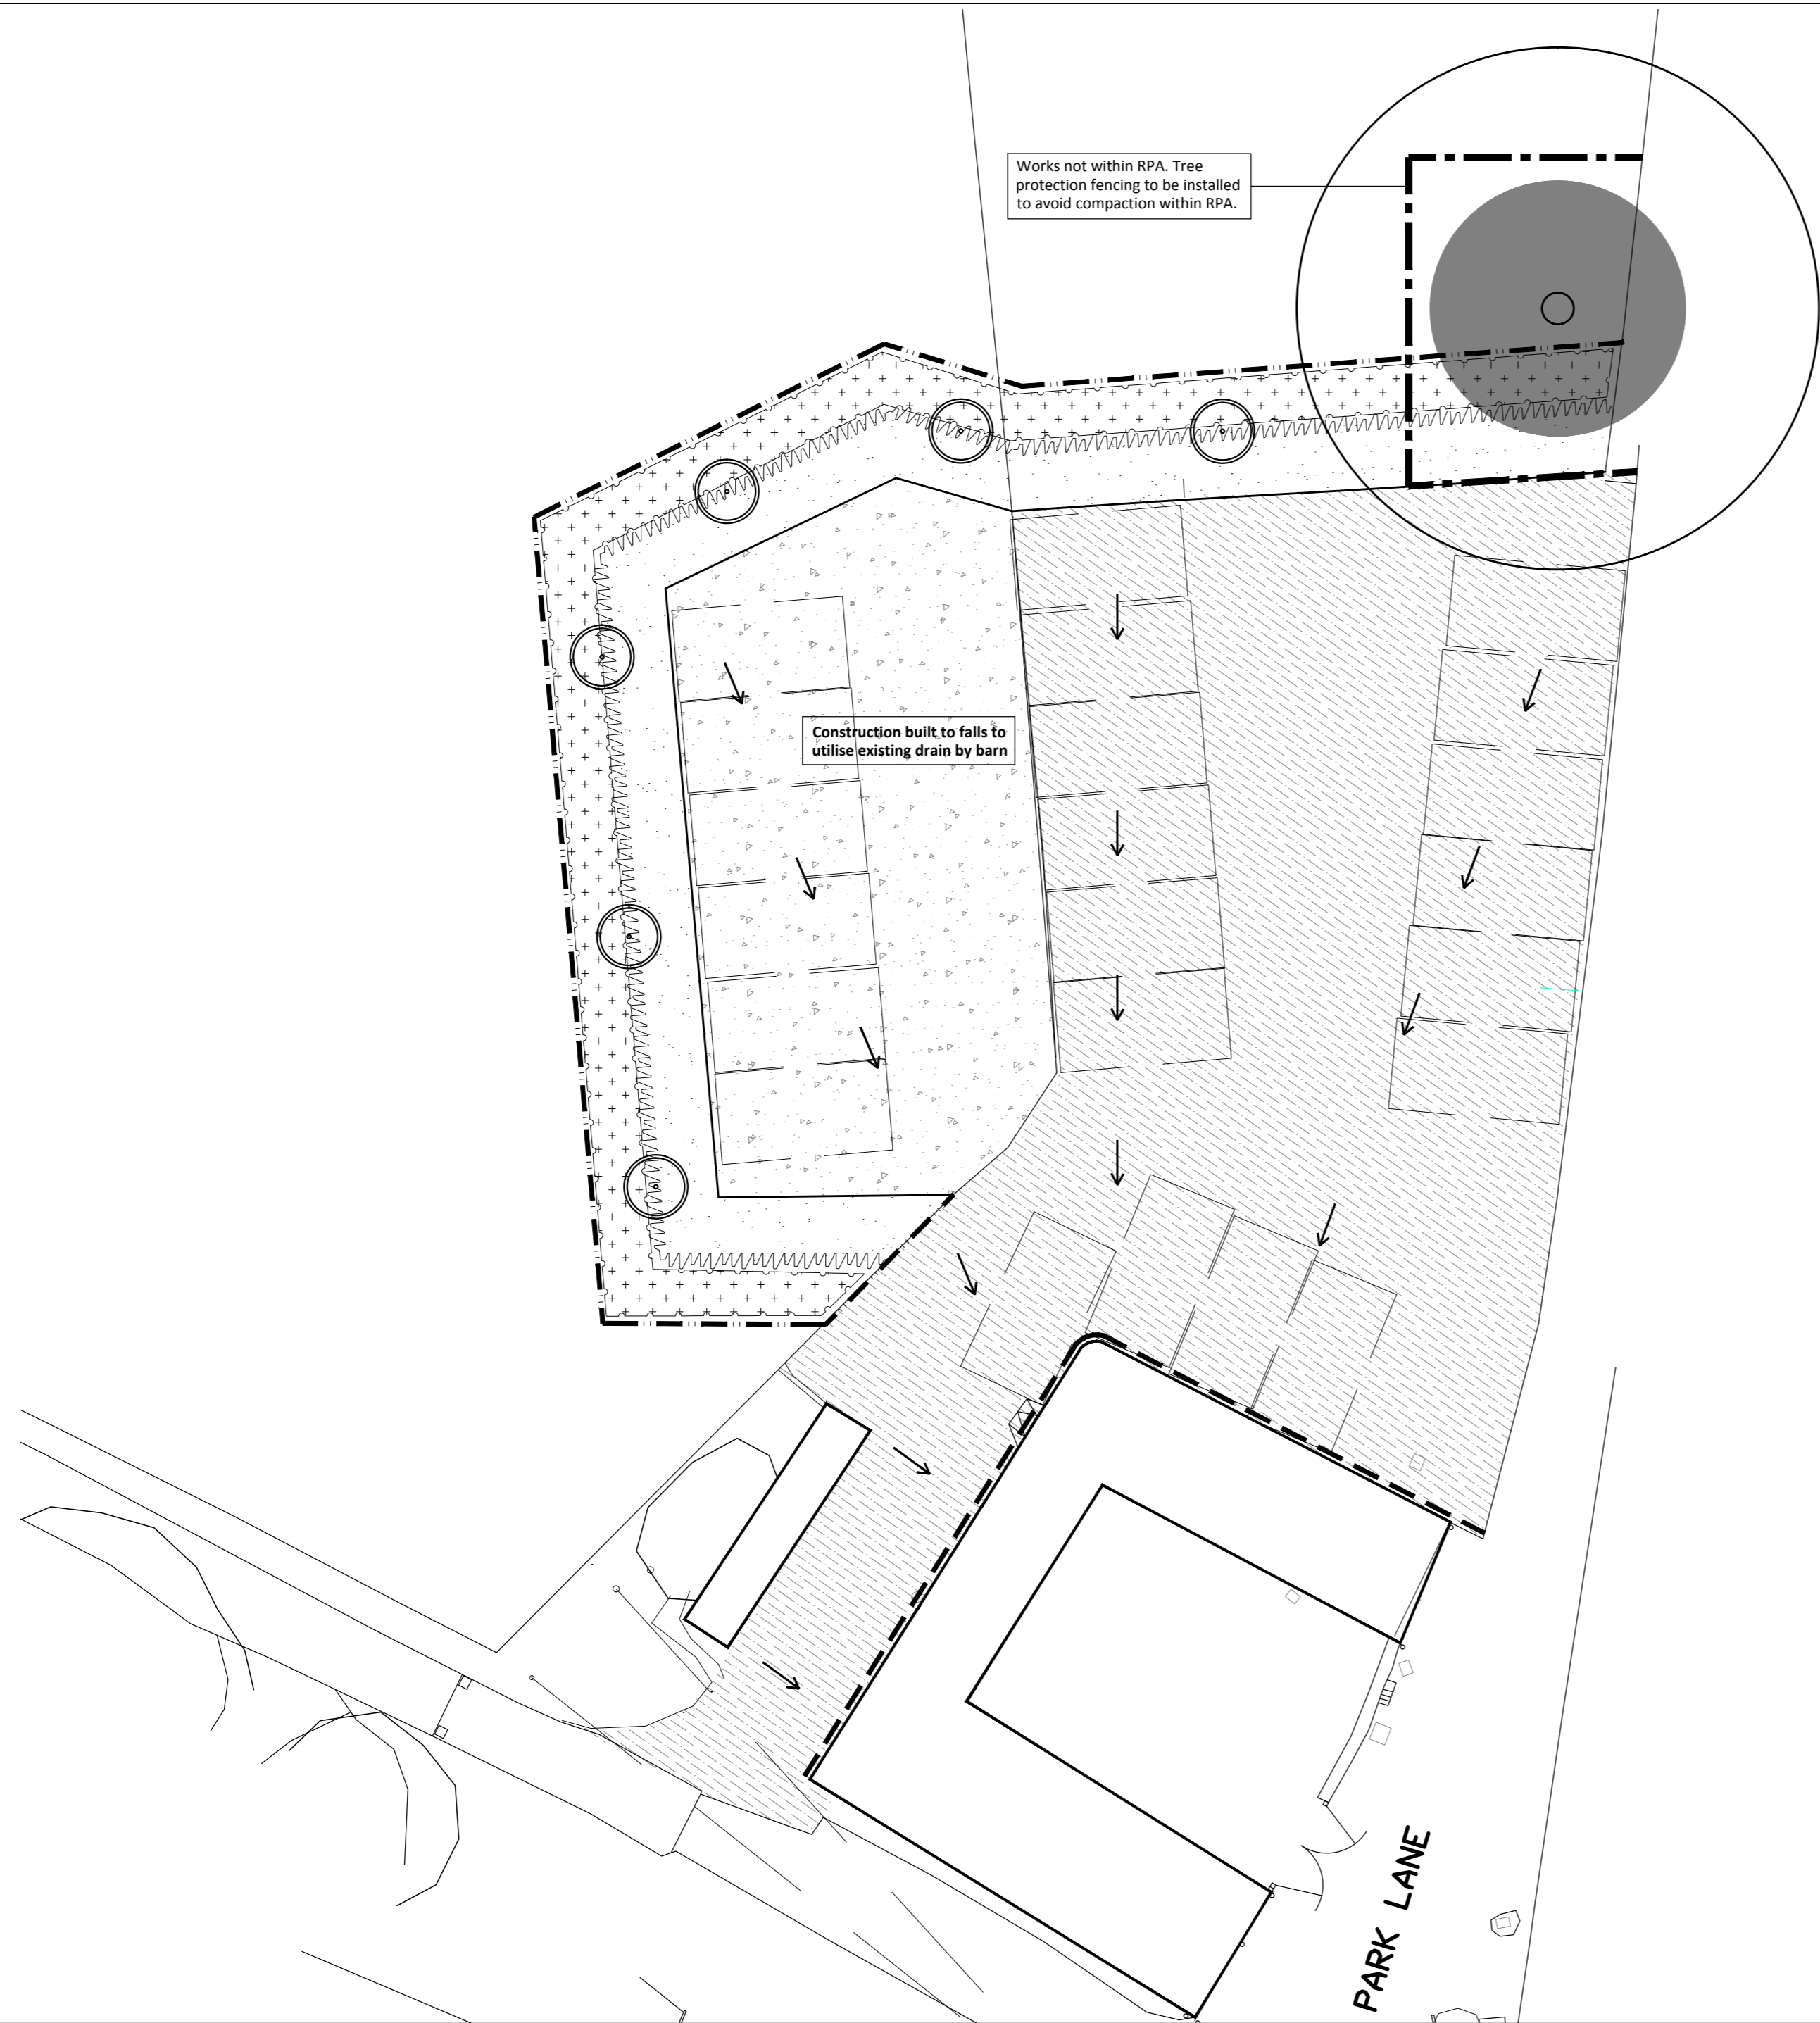 Works not within RPA. Tree
protection fencing to be installed
to avoid compaction within RPA.
Construction built to falls to
utilise existing drain by barn
PARK LANE